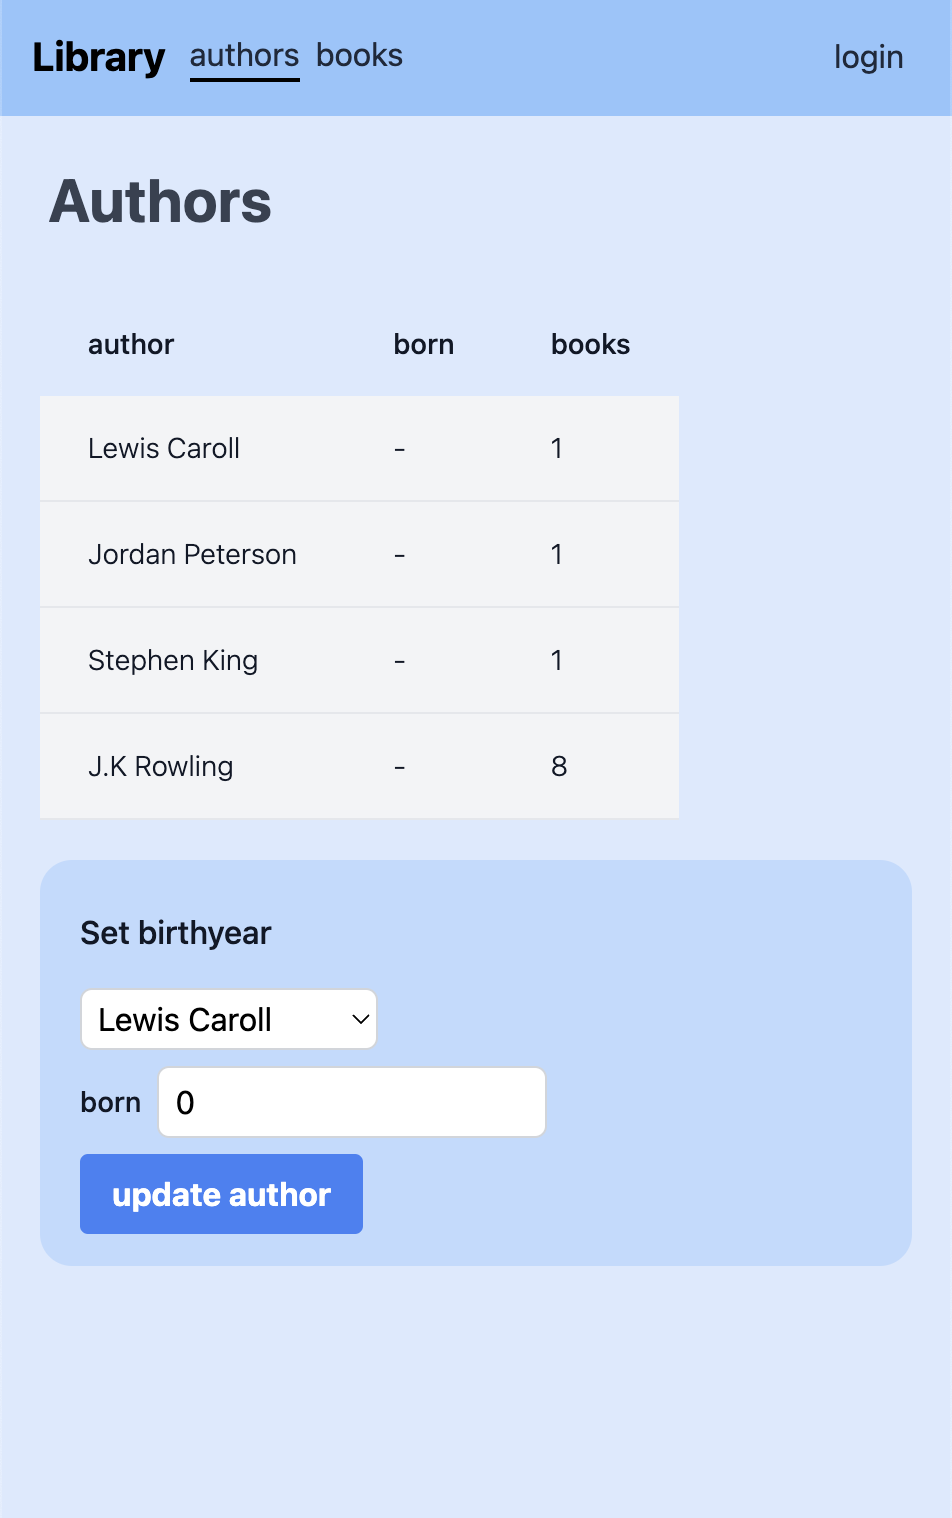 Library authors books login
Authors
author born books
Lewis Caroll - 1
Jordan Peterson - 1
Stephen King - 1
J.K Rowling - 8
Set birthyear
Lewis Caroll
born 0
update author